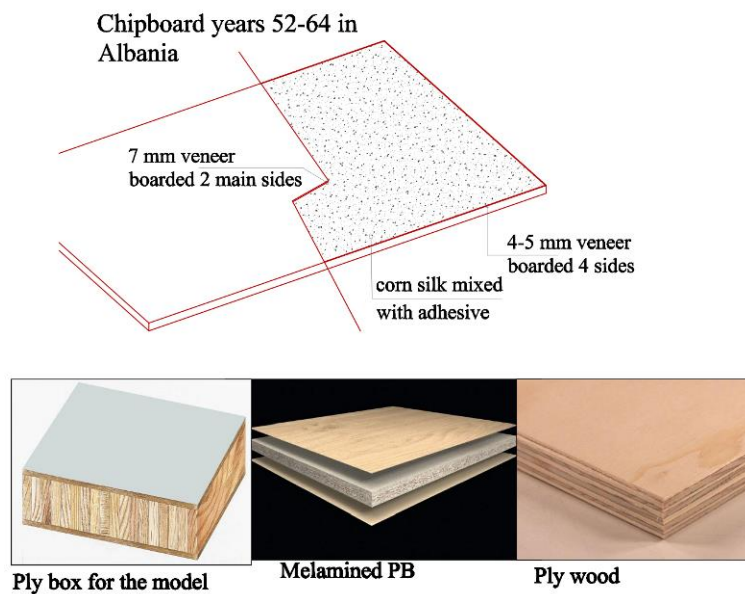 Chipboard years 52-64 in
Albania
7 mm veneer
boarded 2 main sides
4-5 mm veneer
boarded 4 sides
corn silk mixed
with adhesive
Ply box for the model
Melamined PB
Ply wood